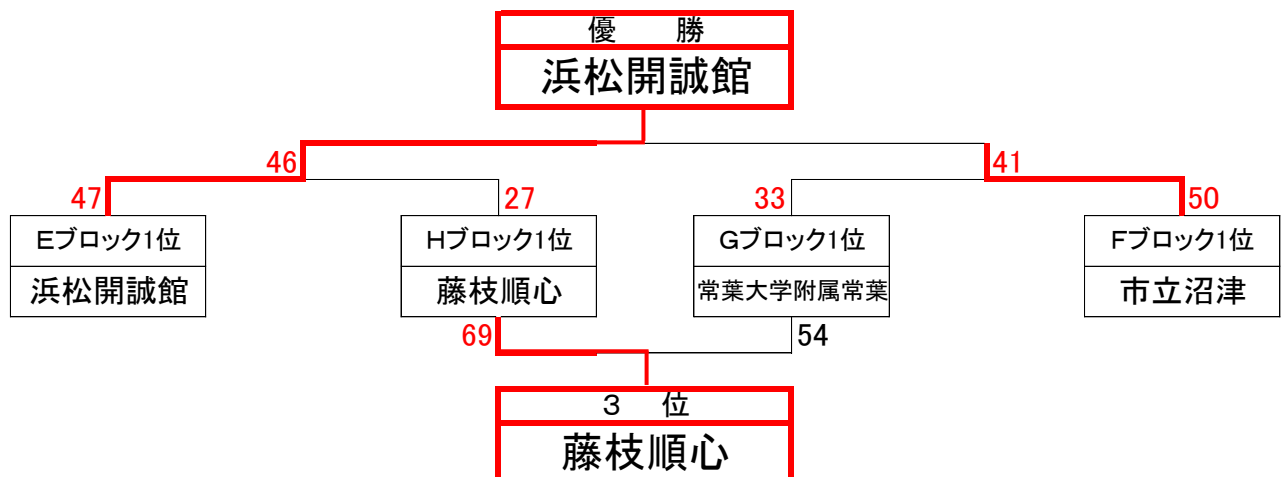 優　勝
浜松開誠館
46
41
47
27
33
50
Eブロック1位
Hブロック1位
Gブロック1位
Fブロック1位
浜松開誠館
藤枝順心
常葉大学附属常葉
市立沼津
69
54
3　位
藤枝順心